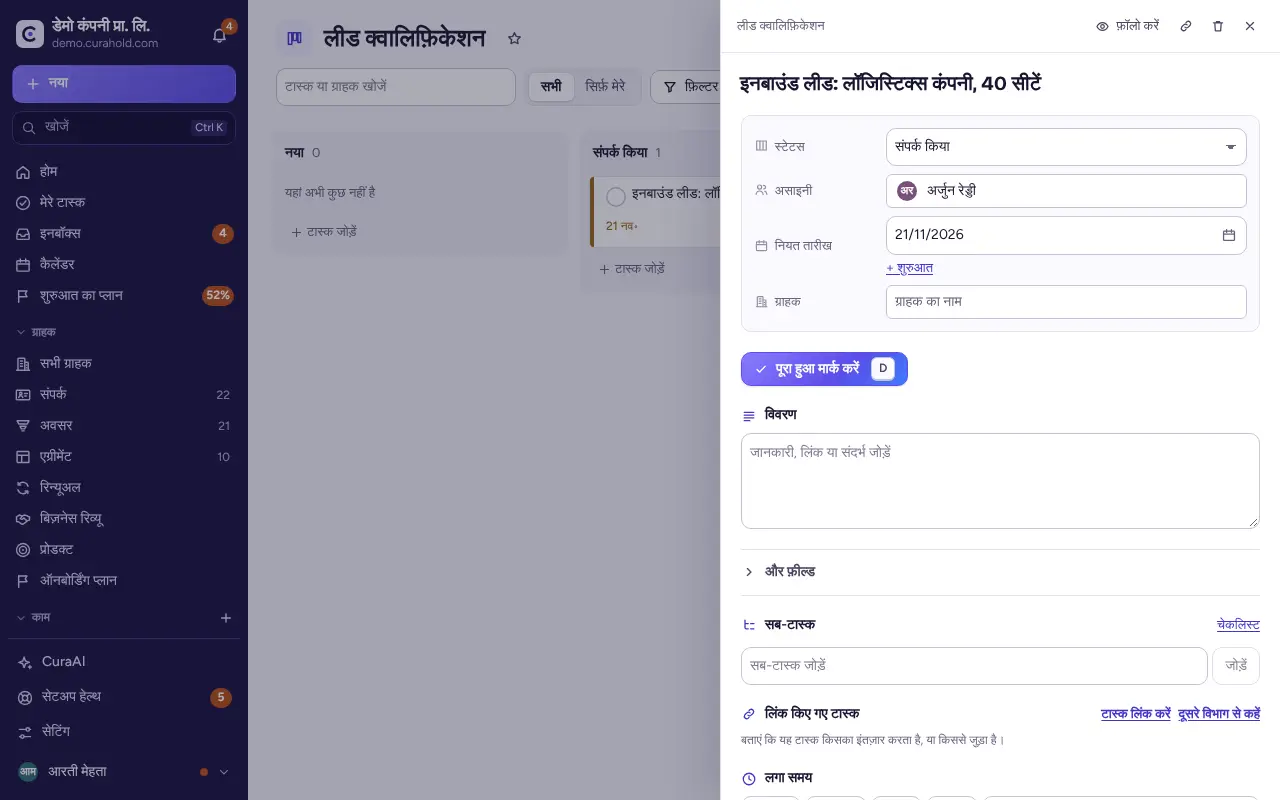 डेमो कंपनी प्रा. लि.
demo.curahold.com
4
नया
खोजें
Ctrl K
होम
मेरे टास्क
इनबॉक्स
4
कैलेंडर
शुरुआत का प्लान
52%
ग्राहक
सभी ग्राहक
संपर्क
22
अवसर
21
एग्रीमेंट
10
रिन्यूअल
बिज़नेस रिव्यू
प्रोडक्ट
ऑनबोर्डिंग प्लान
काम
CuraAI
सेटअप हेल्थ
5
सेटिंग
आम
आरती मेहता
लीड क्वालिफ़िकेशन
टास्क या ग्राहक खोजें
सभी
सिर्फ़ मेरे
फ़िल्टर
नया 0
यहां अभी कुछ नहीं है
+ टास्क जोड़ें
संपर्क किया 1
इनबाउंड लीड: लॉ
21 नव॰
+ टास्क जोड़ें
लीड क्वालिफ़िकेशन
फ़ॉलो करें
इनबाउंड लीड: लॉजिस्टिक्स कंपनी, 40 सीटें
स्टेटस
संपर्क किया
असाइनी
अर
अर्जुन रेड्डी
नियत तारीख
21/11/2026
+ शुरुआत
ग्राहक
ग्राहक का नाम
पूरा हुआ मार्क करें
D
विवरण
जानकारी, लिंक या संदर्भ जोड़ें
और फ़ील्ड
सब-टास्क
चेकलिस्ट
सब-टास्क जोड़ें
जोड़ें
लिंक किए गए टास्क
टास्क लिंक करें
दूसरे विभाग से कहें
बताएं कि यह टास्क किसका इंतज़ार करता है, या किससे जुड़ा है।
लगा समय